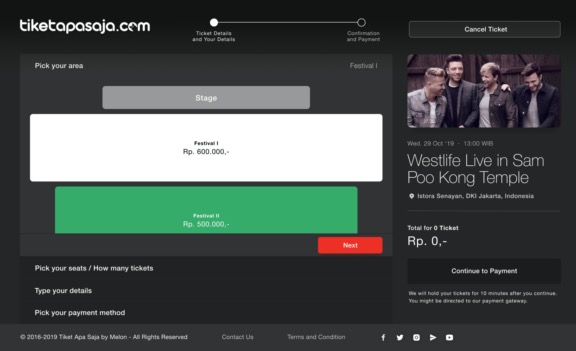 tiketapasaja.com
Ticket Details
and Your Details
Confirmation
and Payment
Cancel Ticket
Pick your area
Festival I
Stage
Festival I
Rp. 600.000,-
Festival II
Rp. 500.000,-
Next
Pick your seats / How many tickets
Type your details
Pick your payment method
Wed, 29 Oct '19 - 13:00 WIB
Westlife Live in Sam
Poo Kong Temple
Istora Senayan, DKI Jakarta, Indonesia
Total for 0 Ticket
Rp. 0,-
Continue to Payment
We will hold your tickets for 10 minutes after you continue.
You might be directed to our payment gateway.
© 2016-2019 Tiket Apa Saja by Melon - All Rights Reserved
Contact Us
Terms and Condition